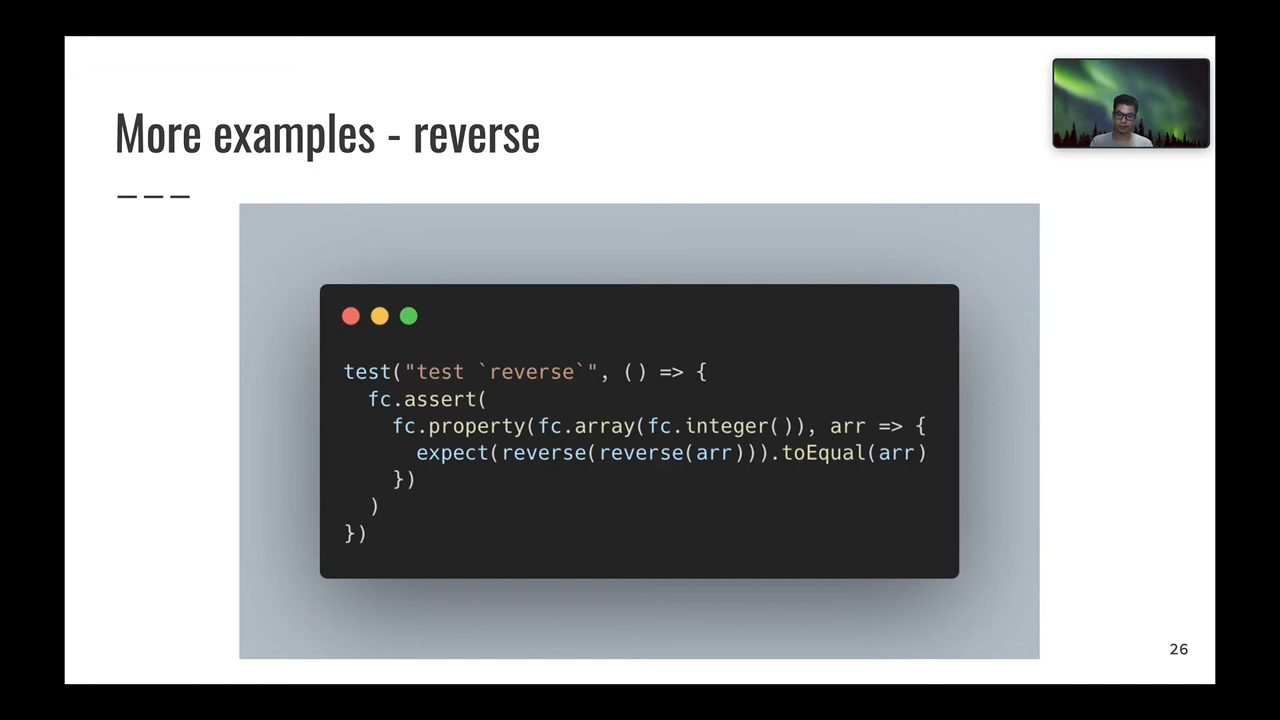 More examples - reverse
test("test `reverse`", () => {
  fc.assert(
    fc.property(fc.array(fc.integer()), arr => {
      expect(reverse(reverse(arr))).toEqual(arr)
    })
  )
})
26